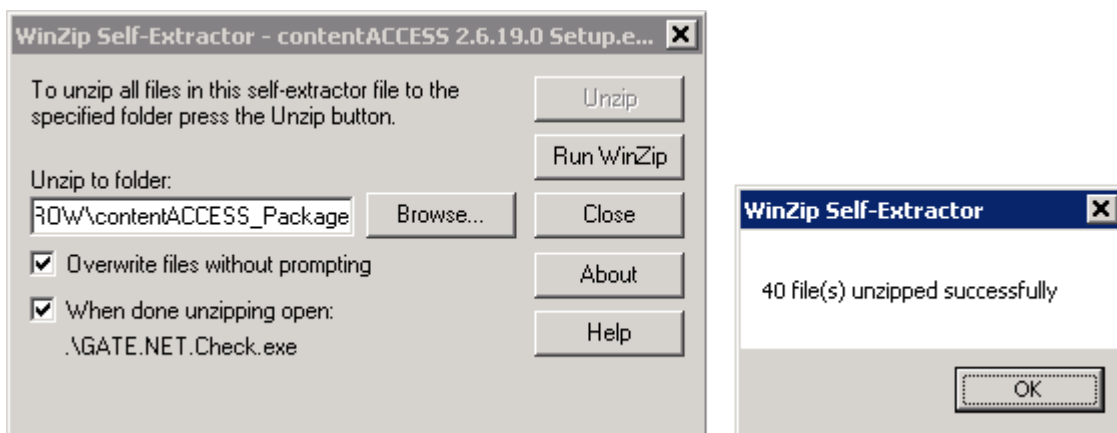 WinZip Self-Extractor - contentACCESS 2.6.19.0 Setup.e...
To unzip all files in this self-extractor file to the
specified folder press the Unzip button.
Unzip to folder:
ROW\contentACCESS_Package
Browse...
Overwrite files without prompting
When done unzipping open:
.\GATE.NET.Check.exe
Unzip
Run WinZip
Close
About
Help
WinZip Self-Extractor
40 file(s) unzipped successfully
OK